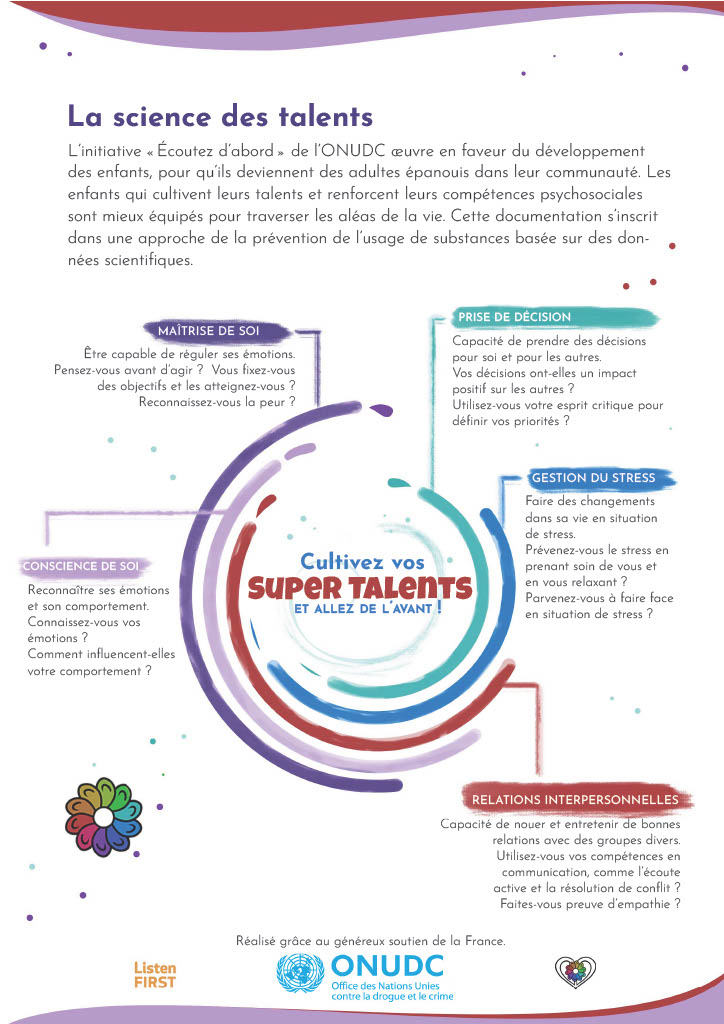 La science des talents
L'initiative « Écoutez d'abord » de l'ONUDC œuvre en faveur du développement
des enfants, pour qu'ils deviennent des adultes épanouis dans leur communauté. Les
enfants qui cultivent leurs talents et renforcent leurs compétences psychosociales
sont mieux équipés pour traverser les aléas de la vie. Cette documentation s'inscrit
dans une approche de la prévention de l'usage de substances basée sur des don-
nées scientifiques.
MAÎTRISE DE SOI
Être capable de réguler ses émotions.
Pensez-vous avant d'agir ? Vous fixez-vous
des objectifs et les atteignez-vous ?
Reconnaissez-vous la peur ?
PRISE DE DÉCISION
Capacité de prendre des décisions
pour soi et pour les autres.
Vos décisions ont-elles un impact
positif sur les autres ?
Utilisez-vous votre esprit critique pour
définir vos priorités ?
GESTION DU STRESS
Faire des changements
dans sa vie en situation
de stress.
Prévenez-vous le stress en
prenant soin de vous et
en vous relaxant ?
Parvenez-vous à faire face
en situation de stress ?
CONSCIENCE DE SOI
Reconnaître ses émotions
et son comportement.
Connaissez-vous vos
émotions ?
Comment influencent-elles
votre comportement ?
Cultivez vos
SUPER TALENTS
ET ALLEZ DE L'AVANT !
RELATIONS INTERPERSONNELLES
Capacité de nouer et entretenir de bonnes
relations avec des groupes divers.
Utilisez-vous vos compétences en
communication, comme l'écoute
active et la résolution de conflit ?
Faites-vous preuve d'empathie ?
Réalisé grâce au généreux soutien de la France.
Listen
FIRST
ONUDC
Office des Nations Unies
contre la drogue et le crime